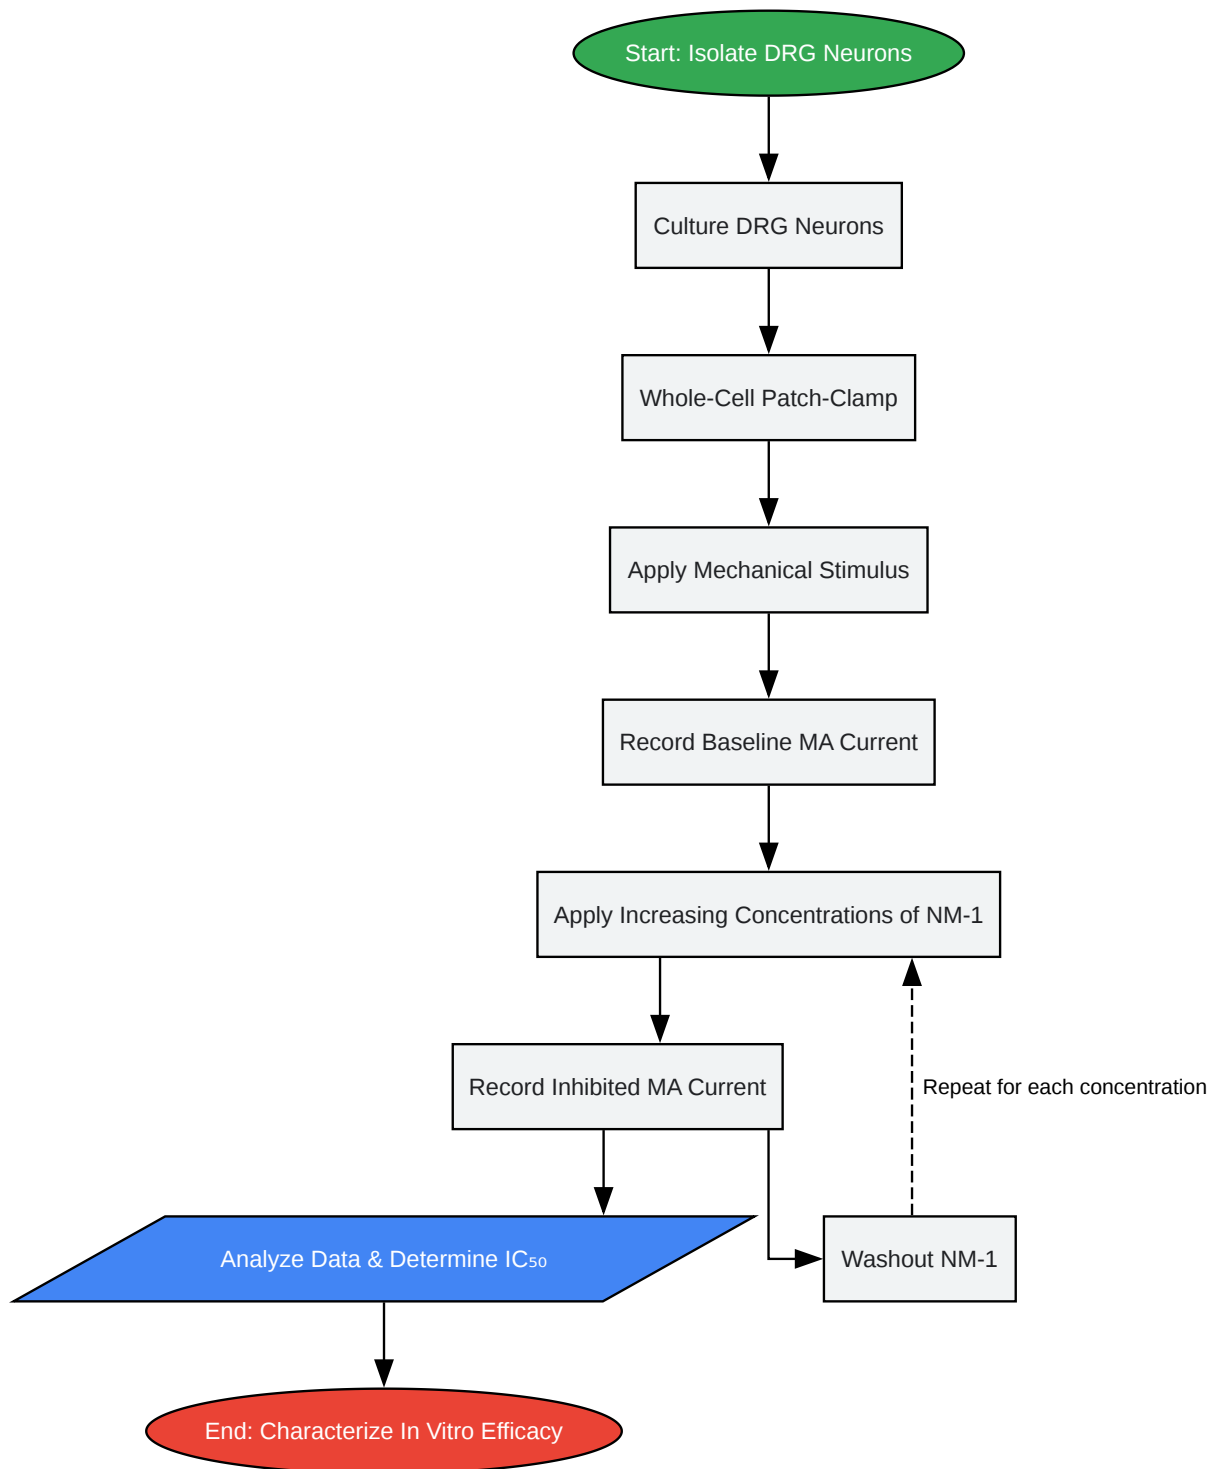 Start: Isolate DRG Neurons
Culture DRG Neurons
Whole-Cell Patch-Clamp
Apply Mechanical Stimulus
Record Baseline MA Current
Apply Increasing Concentrations of NM-1
Record Inhibited MA Current
Repeat for each concentration
Analyze Data & Determine IC₅₀
Washout NM-1
End: Characterize In Vitro Efficacy